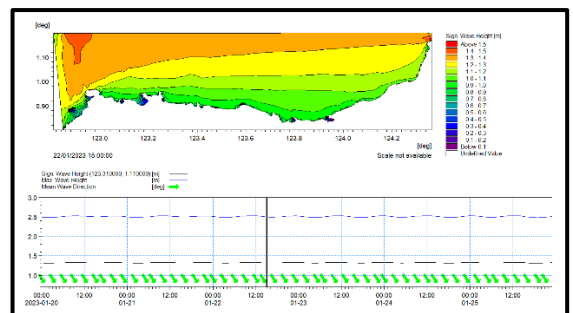 [deg]
1.00
0.90
123.0
123.2
123.4
123.6
123.8
124.0
124.2
[deg]
22/01/2023 15:00:00
Scale not available
Sign. Wave Height [m]
Above 1.5
1.4 - 1.5
1.3 - 1.4
1.2 - 1.3
1.1 - 1.2
1.0 - 1.1
0.9 - 1.0
0.8 - 0.9
0.7 - 0.8
0.6 - 0.7
0.5 - 0.6
0.4 - 0.5
0.3 - 0.4
0.2 - 0.3
0.1 - 0.2
Below 0.1
Undefined Value
Sign. Wave Height (123.310000, 1.110000) [m]
Max. Wave Height [m]
Mean Wave Direction [deg]
3.0
2.5
2.0
1.5
1.0
00:00 12:00 00:00 12:00 00:00 12:00 00:00 12:00 00:00 12:00 00:00 12:00
2023-01-20 01-21 01-22 01-23 01-24 01-25